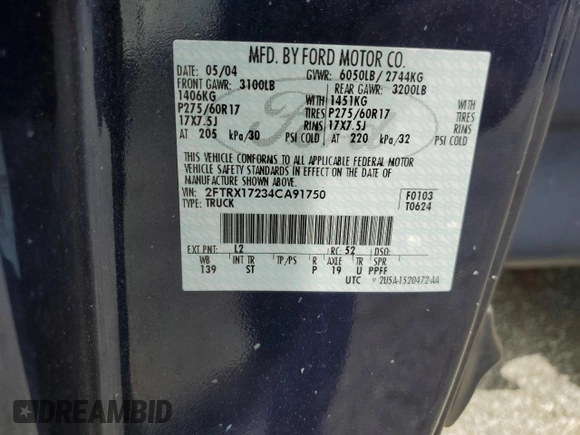 MFD. BY FORD MOTOR CO.
DATE: 05/04 GVWR: 6050LB/ 2744KG
FRONT GAWR: 3100LB REAR GAWR: 3200LB
1406KG WITH 1451KG WITH
P275/60R17 TIRES P275/60R17 TIRES
17X7.5J RIMS 17X7.5J RIMS
AT 205 kPa/30 PSI COLD AT 220 kPa/32 PSI COLD
THIS VEHICLE CONFORMS TO ALL APPLICABLE FEDERAL MOTOR
VEHICLE SAFETY STANDARDS IN EFFECT ON THE DATE OF
MANUFACTURE SHOWN ABOVE.
VIN: 2FTRX17234CA91750 F0103
TYPE: TRUCK T0624
EXT PNT: L2 RC: 52 DSO:
WB INT TR TP/PS R AXLE TR SPR
139 ST P 19 U PPFF
UTC 2U5A-1520472-AA
Ford
DREAMBID